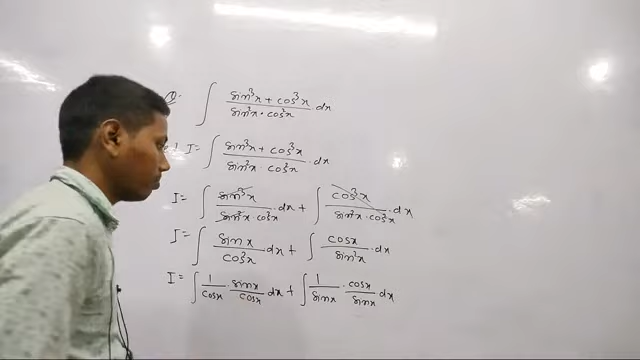 Q. ∫ (sin³x + cos³x)/(sin²x · cos²x) · dx
I = ∫ (sin³x + cos³x)/(sin²x · cos²x) · dx
I = ∫ sin³x/(sin²x · cos²x) · dx + ∫ cos³x/(sin²x · cos²x) · dx
I = ∫ sinx/cos²x dx + ∫ cosx/sin²x · dx
I = ∫ 1/cosx · sinx/cosx dx + ∫ 1/sinx · cosx/sinx dx